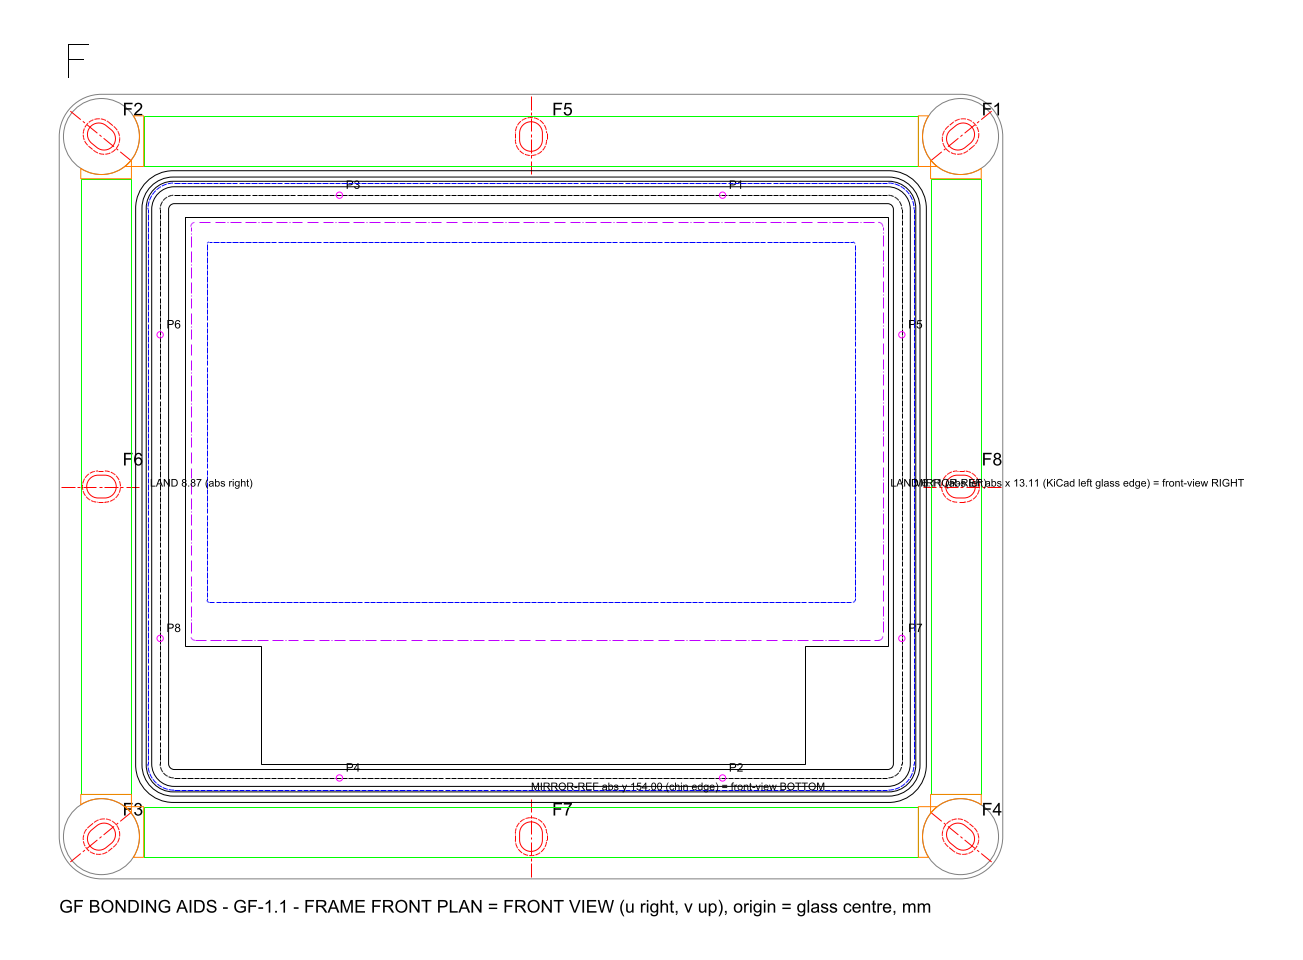 F
F2
F5
F1
P3
P1
P6
P5
F6
F8
LAND 8.87 (abs right)
MIRROR-REF abs x 13.11 (KiCad left glass edge) = front-view RIGHT
P8
P7
P4
P2
MIRROR-REF abs y 154.00 (chin edge) = front-view BOTTOM
F3
F7
F4
GF BONDING AIDS - GF-1.1 - FRAME FRONT PLAN = FRONT VIEW (u right, v up), origin = glass centre, mm